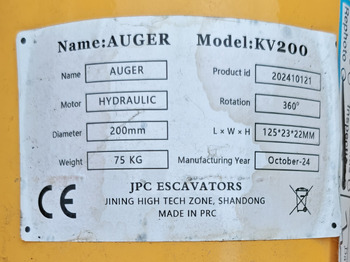 Name:AUGER Model:KV200
Name AUGER Product id 202410121
Motor HYDRAULIC Rotation 360°
Diameter 200mm L×W×H 125*23*22MM
Weight 75 KG Manufacturing Year October-24
CE JPC ESCAVATORS
JINING HIGH TECH ZONE, SHANDONG
MADE IN PRC